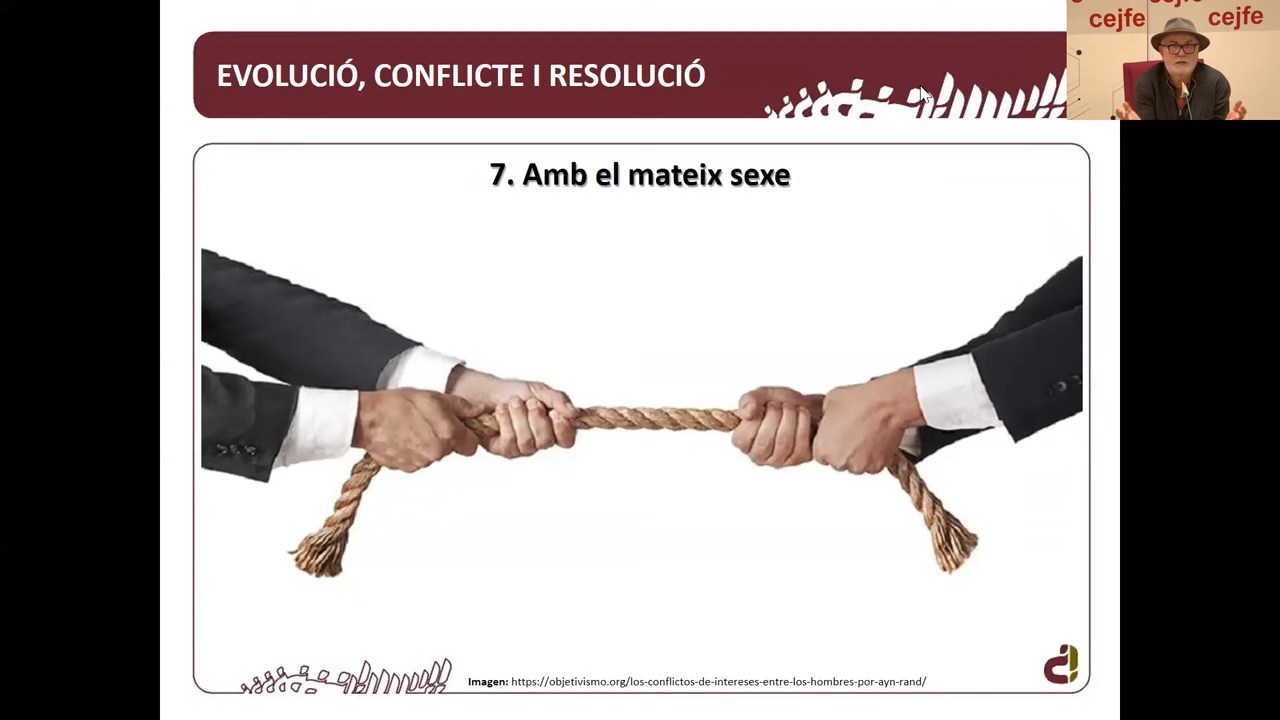 cejfe
cejfe
EVOLUCIÓ, CONFLICTE I RESOLUCIÓ
7. Amb el mateix sexe
Imagen: https://objetivismo.org/los-conflictos-de-intereses-entre-los-hombres-por-ayn-rand/